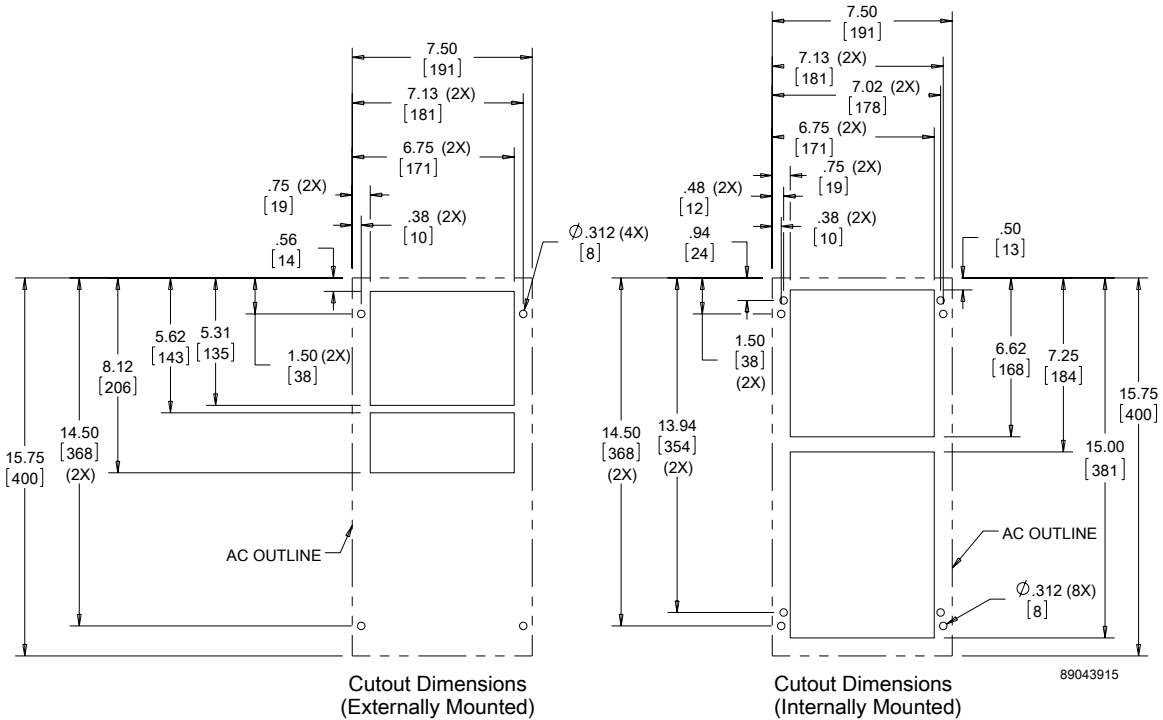 7.50
[191]
7.13 (2X)
[181]
6.75 (2X)
[171]
.75 (2X)
[19]
.38 (2X)
[10]
.56
[14]
Ø.312 (4X)
[8]
5.31
[135]
5.62
[143]
1.50 (2X)
[38]
8.12
[206]
14.50
[368]
(2X)
15.75
[400]
AC OUTLINE
Cutout Dimensions
(Externally Mounted)
7.50
[191]
7.13 (2X)
[181]
7.02 (2X)
[178]
6.75 (2X)
[171]
.75 (2X)
[19]
.48 (2X)
[12]
.38 (2X)
[10]
.94
[24]
.50
[13]
1.50
[38]
(2X)
6.62
[168]
7.25
[184]
15.75
[400]
14.50
[368]
(2X)
13.94
[354]
(2X)
15.00
[381]
AC OUTLINE
Ø.312 (8X)
[8]
Cutout Dimensions
(Internally Mounted)
89043915